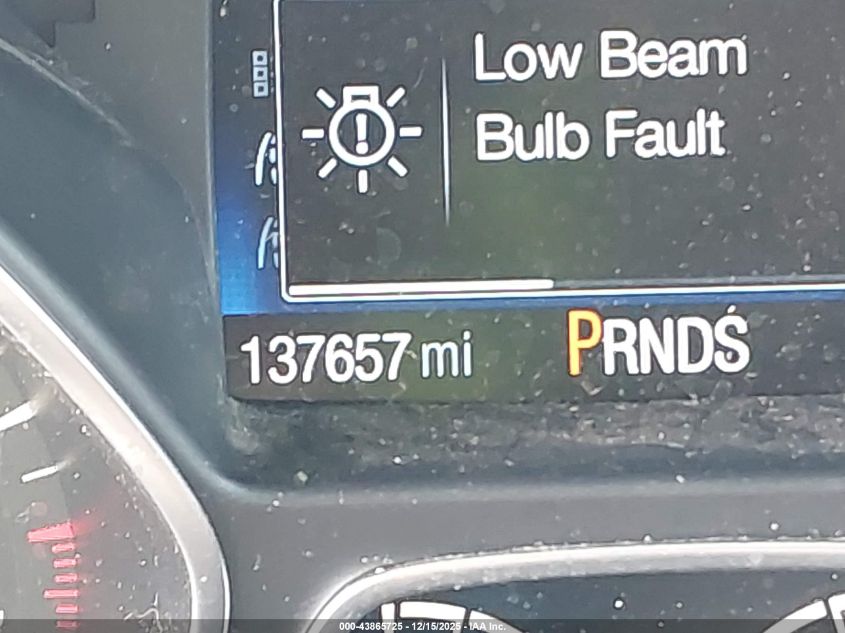 Low Beam
Bulb Fault
137657 mi
PRNDS
000-43865725 - 12/15/2025 - IAA Inc.